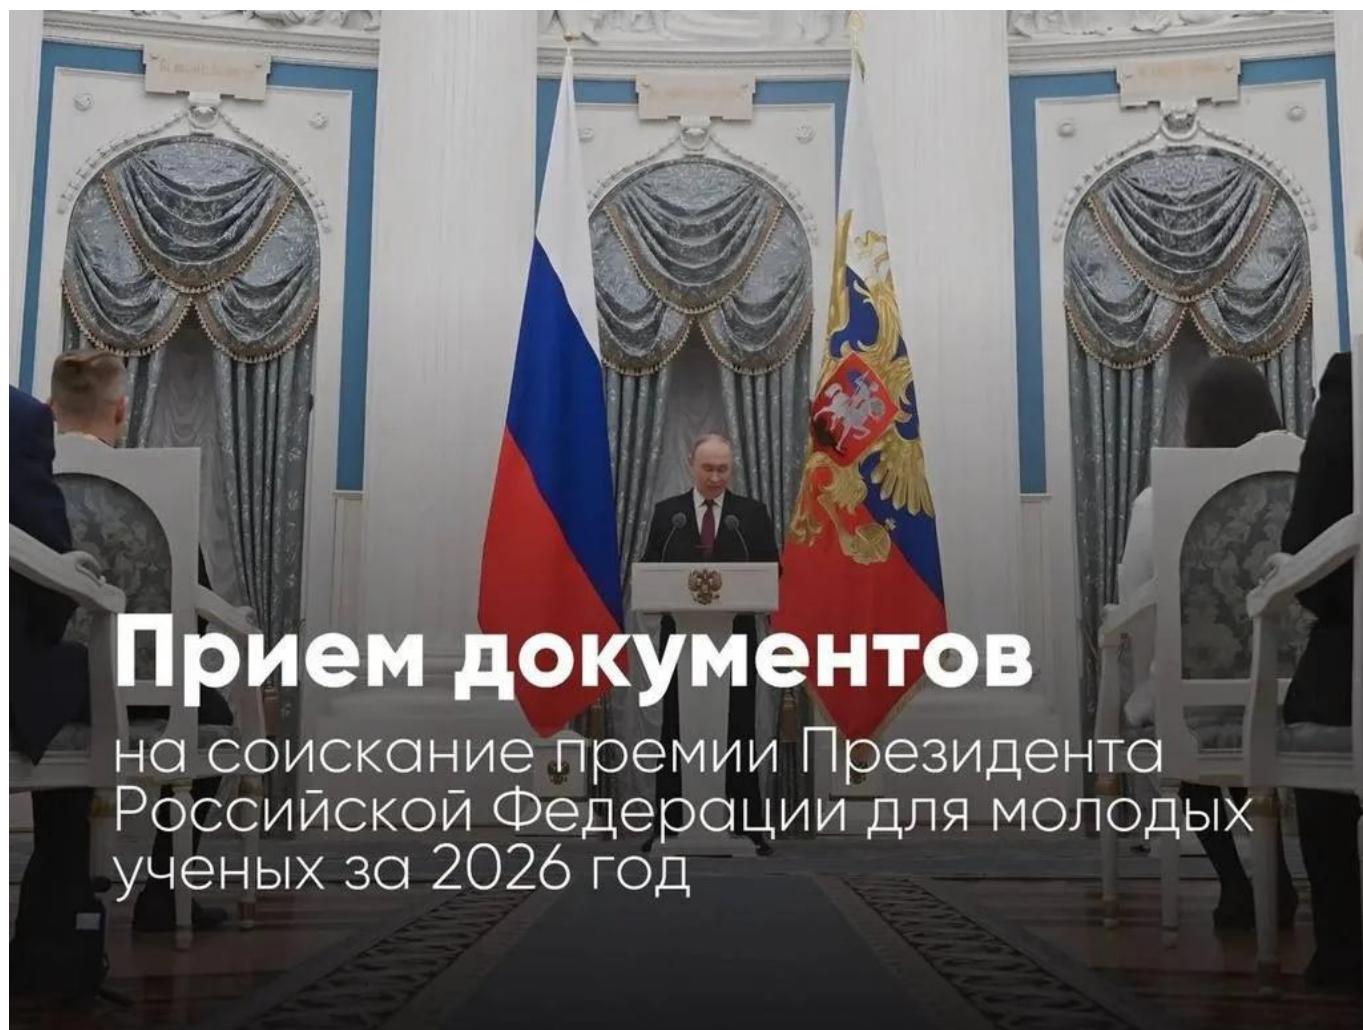 Прием документов
на соискание премии Президента
Российской Федерации для молодых
ученых за 2026 год